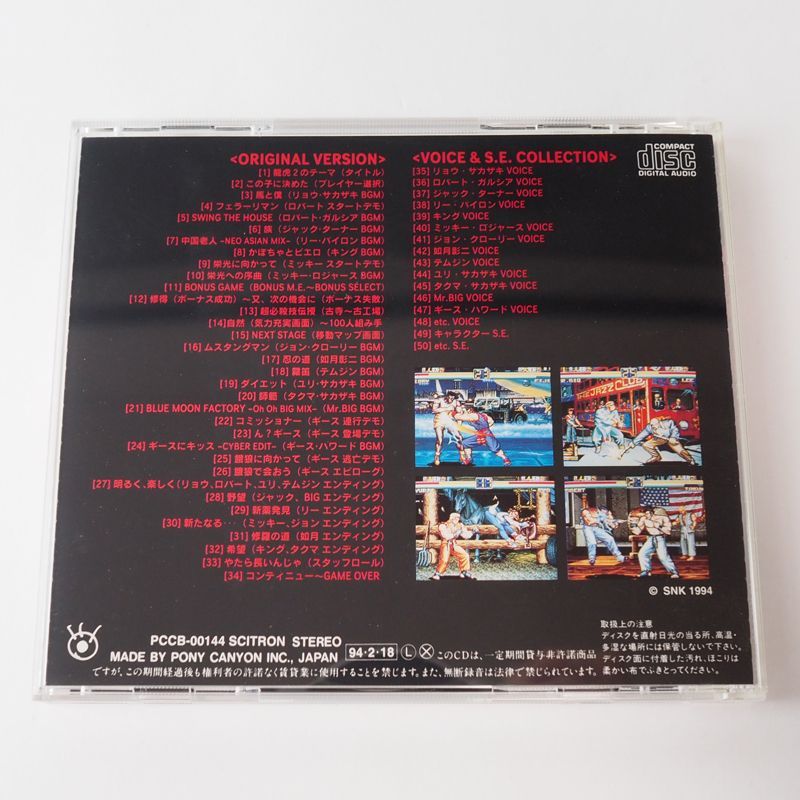 <ORIGINAL VERSION>
[1] 龍虎2のテーマ（タイトル）
[2] この子に決めた（プレイヤー選択）
[3] 馬と僕（リョウ・サカザキ BGM）
[4] フェラーリマン（ロバート スタートデモ）
[5] SWING THE HOUSE（ロバート・ガルシア BGM）
[6] 族（ジャック・ターナー BGM）
[7] 中国老人 -NEO ASIAN MIX-（リー・パイロン BGM）
[8] かぼちゃとピエロ（キング BGM）
[9] 栄光に向かって（ミッキー スタートデモ）
[10] 栄光への序曲（ミッキー・ロジャース BGM）
[11] BONUS GAME（BONUS M.E.〜BONUS SELECT）
[12] 修得（ボーナス成功）〜又、次の機会に（ボーナス失敗）
[13] 超必殺技伝授（古寺〜古工場）
[14] 自然（気力充実画面）〜100人組み手
[15] NEXT STAGE（移動マップ画面）
[16] ムスタングマン（ジョン・クローリー BGM）
[17] 忍の道（如月影二 BGM）
[18] 龍笛（テムジン BGM）
[19] ダイエット（ユリ・サカザキ BGM）
[20] 師範（タクマ・サカザキ BGM）
[21] BLUE MOON FACTORY -Oh Oh BIG MIX-（Mr.BIG BGM）
[22] コミッショナー（ギース 連行デモ）
[23] ん？ギース（ギース 登場デモ）
[24] ギースにキッス -CYBER EDIT-（ギース・ハワード BGM）
[25] 餓狼に向かって（ギース 逃亡デモ）
[26] 餓狼で会おう（ギース エピローグ）
[27] 明るく、楽しく（リョウ、ロバート、ユリ、テムジン エンディング）
[28] 野望（ジャック、BIG エンディング）
[29] 新薬発見（リー エンディング）
[30] 新たなる・・・（ミッキー、ジョン エンディング）
[31] 修羅の道（如月 エンディング）
[32] 希望（キング、タクマ エンディング）
[33] やたら長いんじゃ（スタッフロール）
[34] コンティニュー〜GAME OVER
<VOICE & S.E. COLLECTION>
[35] リョウ・サカザキ VOICE
[36] ロバート・ガルシア VOICE
[37] ジャック・ターナー VOICE
[38] リー・パイロン VOICE
[39] キング VOICE
[40] ミッキー・ロジャース VOICE
[41] ジョン・クローリー VOICE
[42] 如月影二 VOICE
[43] テムジン VOICE
[44] ユリ・サカザキ VOICE
[45] タクマ・サカザキ VOICE
[46] Mr.BIG VOICE
[47] ギース・ハワード VOICE
[48] etc. VOICE
[49] キャラクター S.E.
[50] etc. S.E.
COMPACT
disc
DIGITAL AUDIO
THE JAZZ CLUB
© SNK 1994
PCCB-00144 SCITRON STEREO
MADE BY PONY CANYON INC., JAPAN
94・2・18 Ⓛ Ⓧ このCDは、一定期間貸与非許諾商品
ですが、この期間経過後も権利者の許諾なく賃貸業に使用することを禁じます。また、無断録音は法律で禁じられています。
取扱上の注意
ディスクを直射日光の当る所、高温・
多湿な場所には保管しないで下さい。
ディスク面に付着した汚れ、ほこりは
柔かい布でふきとってください。